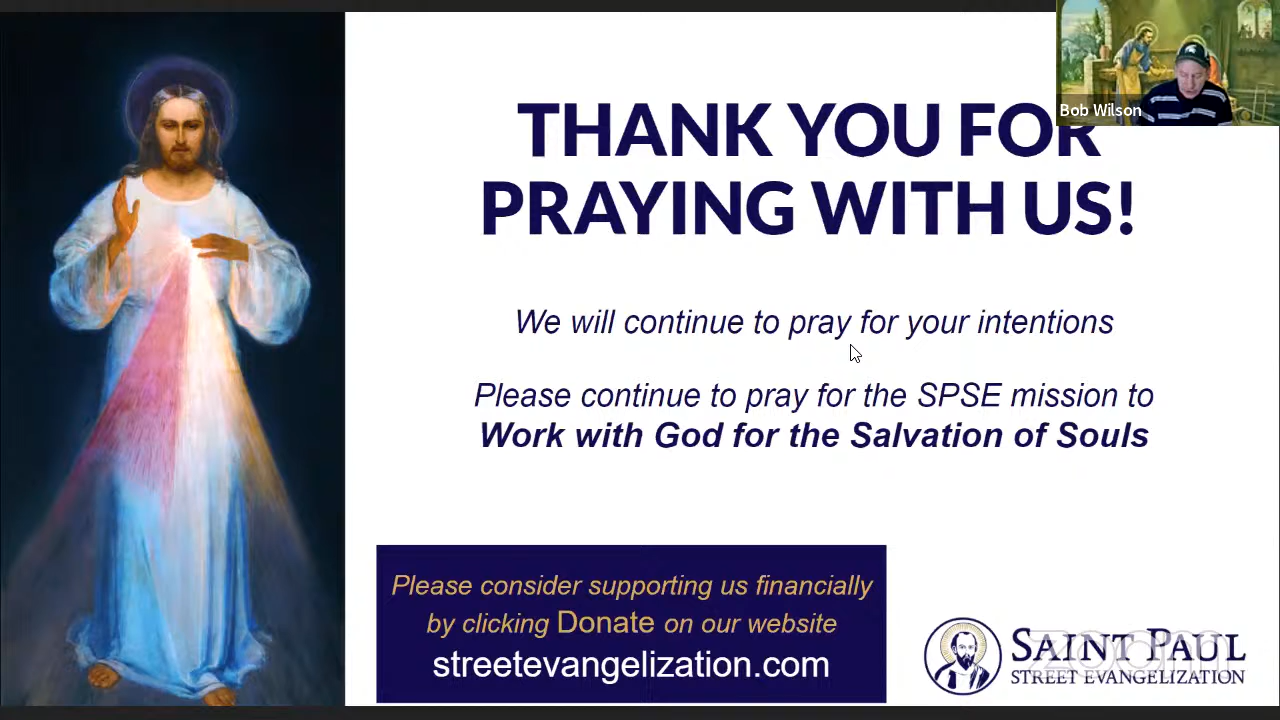 Bob Wilson
THANK YOU FOR
PRAYING WITH US!
We will continue to pray for your intentions
Please continue to pray for the SPSE mission to
Work with God for the Salvation of Souls
Please consider supporting us financially
by clicking Donate on our website
streetevangelization.com
SAINT PAUL
STREET EVANGELIZATION
zoom